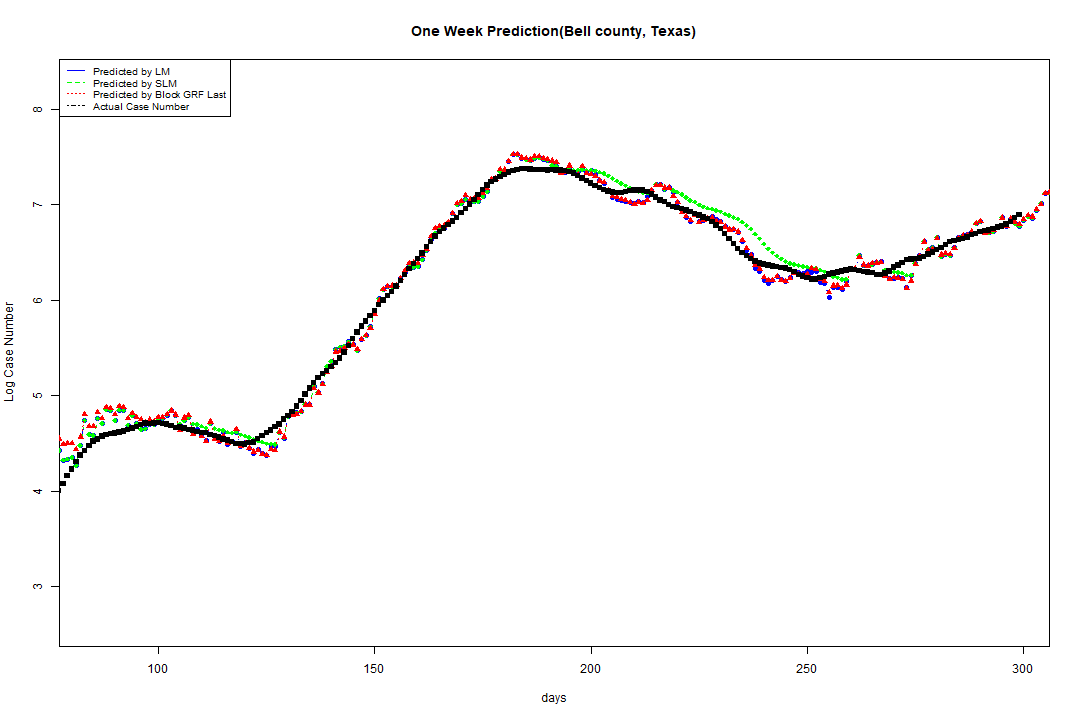 One Week Prediction(Bell county, Texas)
Predicted by LM
Predicted by SLM
Predicted by Block GRF Last
Actual Case Number
8
7
6
5
4
3
Log Case Number
100 150 200 250 300
days